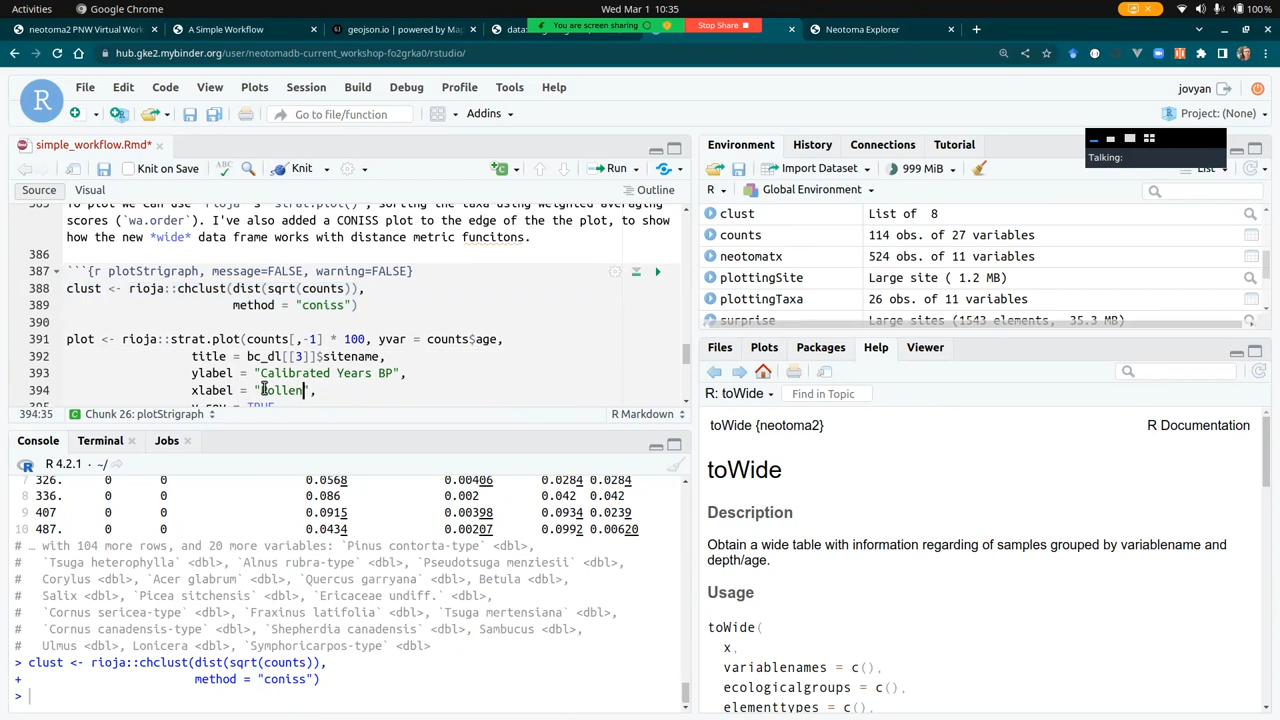 Activities Google Chrome Wed Mar 1 10:35 100 %
neotoma2 PNW Virtual Work
A Simple Workflow
geojson.io | powered by Ma
data:
You are screen sharing
Stop Share
Neotoma Explorer
hub.gke2.mybinder.org/user/neotomadb-current_workshop-fo2grka0/rstudio/
File Edit Code View Plots Session Build Debug Profile Tools Help
jovyan
Go to file/function
Addins
Project: (None)
simple_workflow.Rmd*
Knit on Save
ABC
Knit
Run
Source Visual
Outline
scores (`wa.order`). I've also added a CONISS plot to the edge of the the plot, to show
how the new *wide* data frame works with distance metric funcitons.
386
387 ```{r plotStrigraph, message=FALSE, warning=FALSE}
388 clust <- rioja::chclust(dist(sqrt(counts)),
389 method = "coniss")
390
391 plot <- rioja::strat.plot(counts[,-1] * 100, yvar = counts$age,
392 title = bc_dl[[3]]$sitename,
393 ylabel = "Calibrated Years BP",
394 xlabel = "Pollen",
394:35 Chunk 26: plotStrigraph R Markdown
Console Terminal Jobs
R 4.2.1 · ~/
7 326. 0 0 0.0568 0.00406 0.0284 0.0284
8 336. 0 0 0.086 0.002 0.042 0.042
9 407 0 0 0.0915 0.00398 0.0934 0.0239
10 487. 0 0 0.0434 0.00207 0.0992 0.00620
# … with 104 more rows, and 20 more variables: `Pinus contorta-type` <dbl>,
# `Tsuga heterophylla` <dbl>, `Alnus rubra-type` <dbl>, `Pseudotsuga menziesii` <dbl>,
# Corylus <dbl>, `Acer glabrum` <dbl>, `Quercus garryana` <dbl>, Betula <dbl>,
# Salix <dbl>, `Picea sitchensis` <dbl>, `Ericaceae undiff.` <dbl>,
# `Cornus sericea-type` <dbl>, `Fraxinus latifolia` <dbl>, `Tsuga mertensiana` <dbl>,
# `Cornus canadensis-type` <dbl>, `Shepherdia canadensis` <dbl>, Sambucus <dbl>,
# Ulmus <dbl>, Lonicera <dbl>, `Symphoricarpos-type` <dbl>
> clust <- rioja::chclust(dist(sqrt(counts)),
+ method = "coniss")
>
Environment History Connections Tutorial
Talking:
Import Dataset
999 MiB
List
R Global Environment
clust List of 8
counts 114 obs. of 27 variables
neotomatx 524 obs. of 11 variables
plottingSite Large site ( 1.2 MB)
plottingTaxa 26 obs. of 11 variables
surprise Large sites (1543 elements, 35.3 MB)
Files Plots Packages Help Viewer
R: toWide
Find in Topic
toWide {neotoma2} R Documentation
toWide
Description
Obtain a wide table with information regarding of samples grouped by variablename and
depth/age.
Usage
toWide(
x,
variablenames = c(),
ecologicalgroups = c(),
elementtypes = c(),